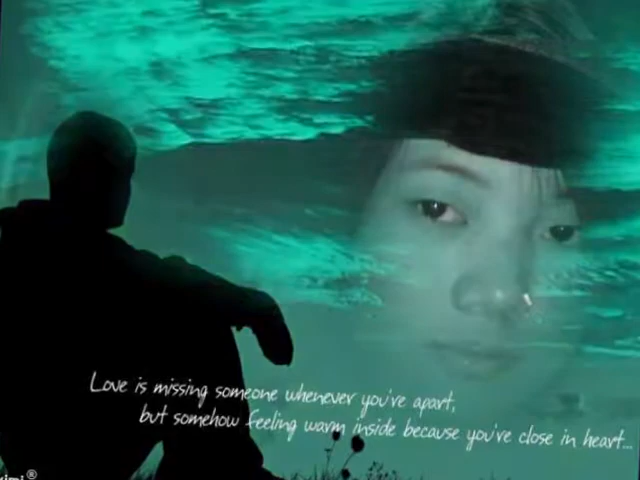 Love is missing someone whenever you're apart,
but somehow feeling warm inside because you're close in heart...